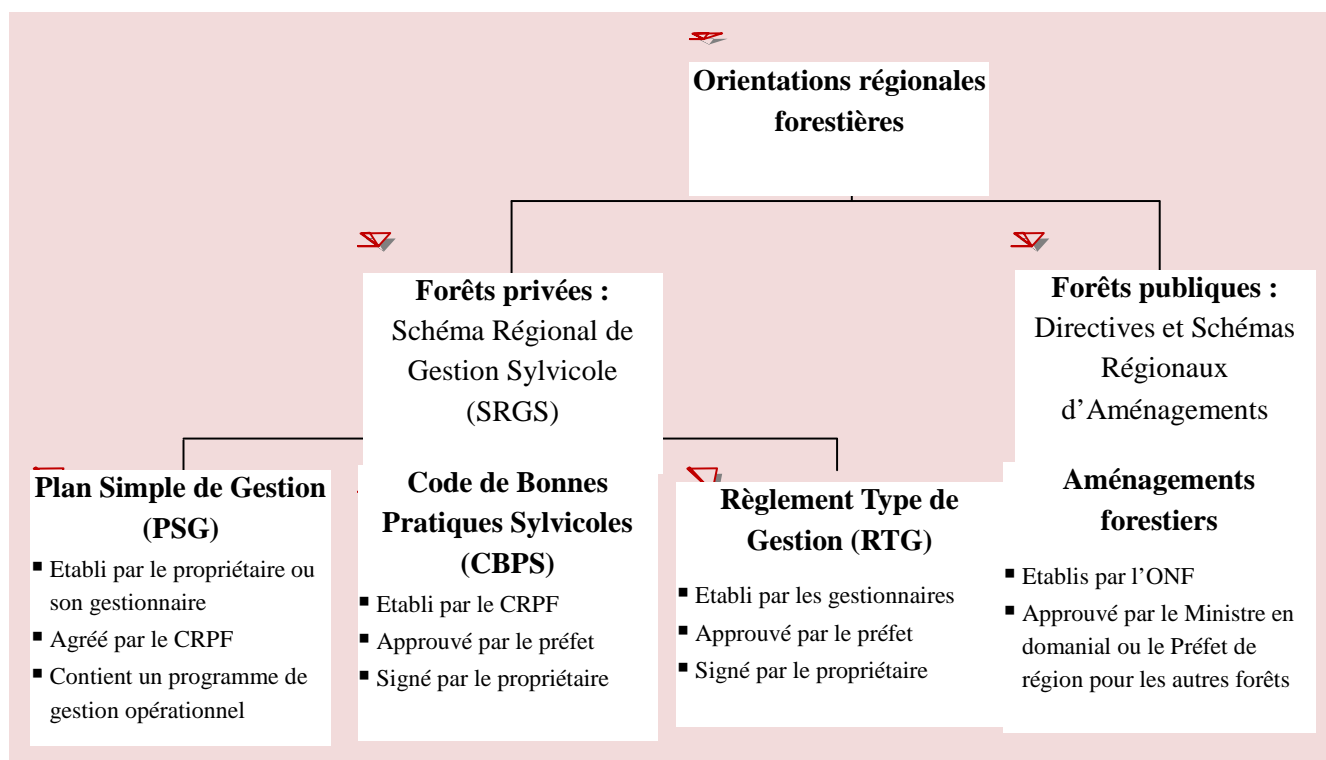 Orientations régionales
forestières
Forêts privées :
Schéma Régional de
Gestion Sylvicole
(SRGS)
Forêts publiques :
Directives et Schémas
Régionaux
d’Aménagements
Plan Simple de Gestion
(PSG)
▪ Etabli par le propriétaire ou
son gestionnaire
▪ Agréé par le CRPF
▪ Contient un programme de
gestion opérationnel
Code de Bonnes
Pratiques Sylvicoles
(CBPS)
▪ Etabli par le CRPF
▪ Approuvé par le préfet
▪ Signé par le propriétaire
Règlement Type de
Gestion (RTG)
▪ Etabli par les gestionnaires
▪ Approuvé par le préfet
▪ Signé par le propriétaire
Aménagements
forestiers
▪ Etablis par l’ONF
▪ Approuvé par le Ministre en
domanial ou le Préfet de
région pour les autres forêts